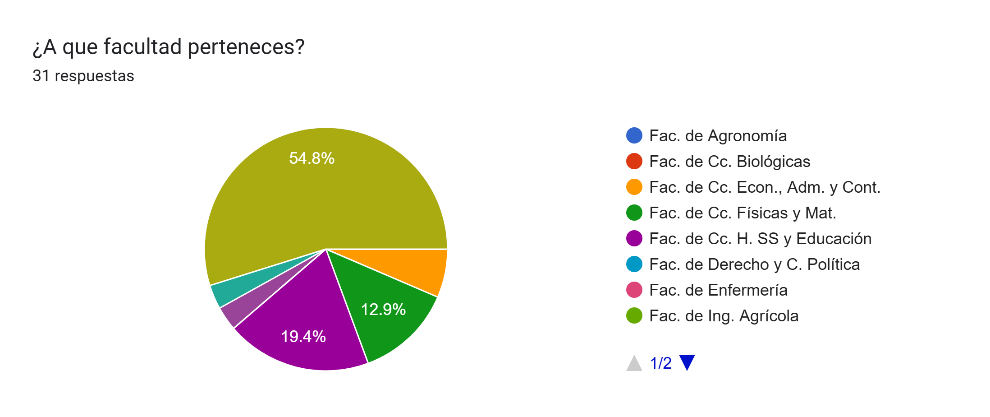 ¿A que facultad perteneces?
31 respuestas
54.8%
12.9%
19.4%
Fac. de Agronomía
Fac. de Cc. Biológicas
Fac. de Cc. Econ., Adm. y Cont.
Fac. de Cc. Físicas y Mat.
Fac. de Cc. H. SS y Educación
Fac. de Derecho y C. Política
Fac. de Enfermería
Fac. de Ing. Agrícola
1/2